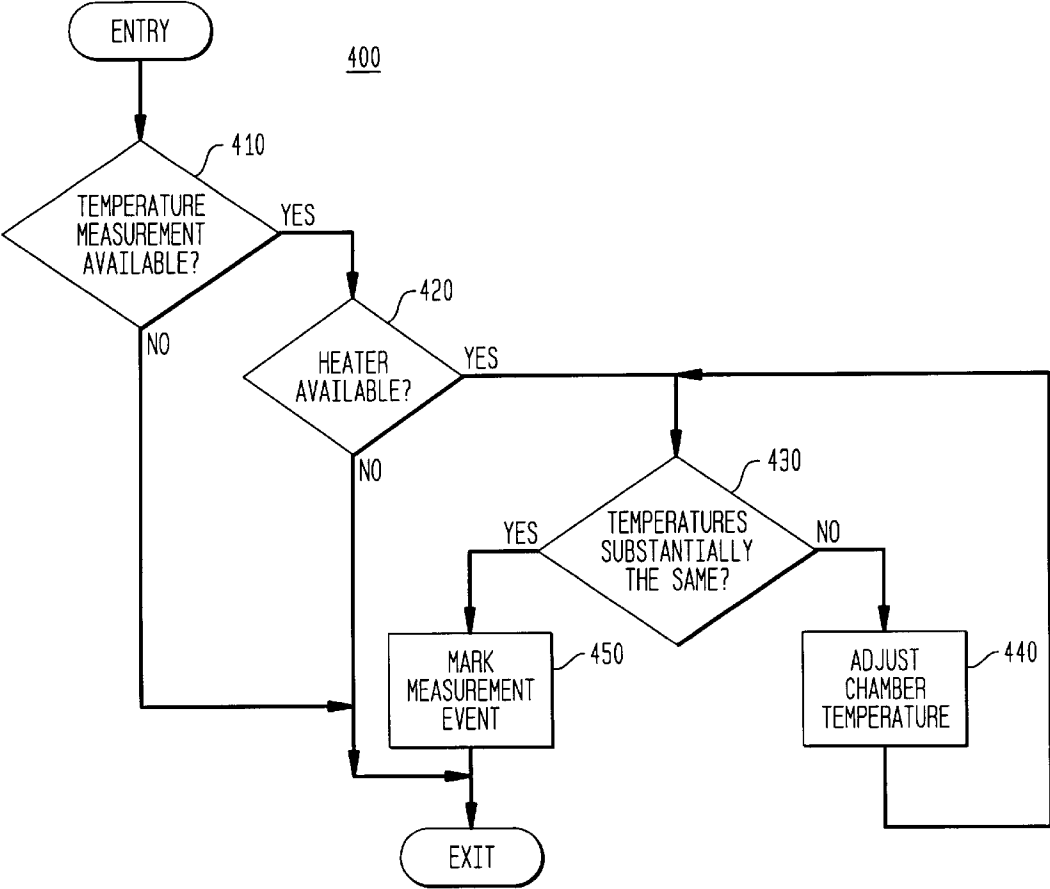 ENTRY
400
410
TEMPERATURE
MEASUREMENT
AVAILABLE?
YES
NO
420
HEATER
AVAILABLE?
YES
NO
430
TEMPERATURES
SUBSTANTIALLY
THE SAME?
YES
NO
450
MARK
MEASUREMENT
EVENT
440
ADJUST
CHAMBER
TEMPERATURE
EXIT